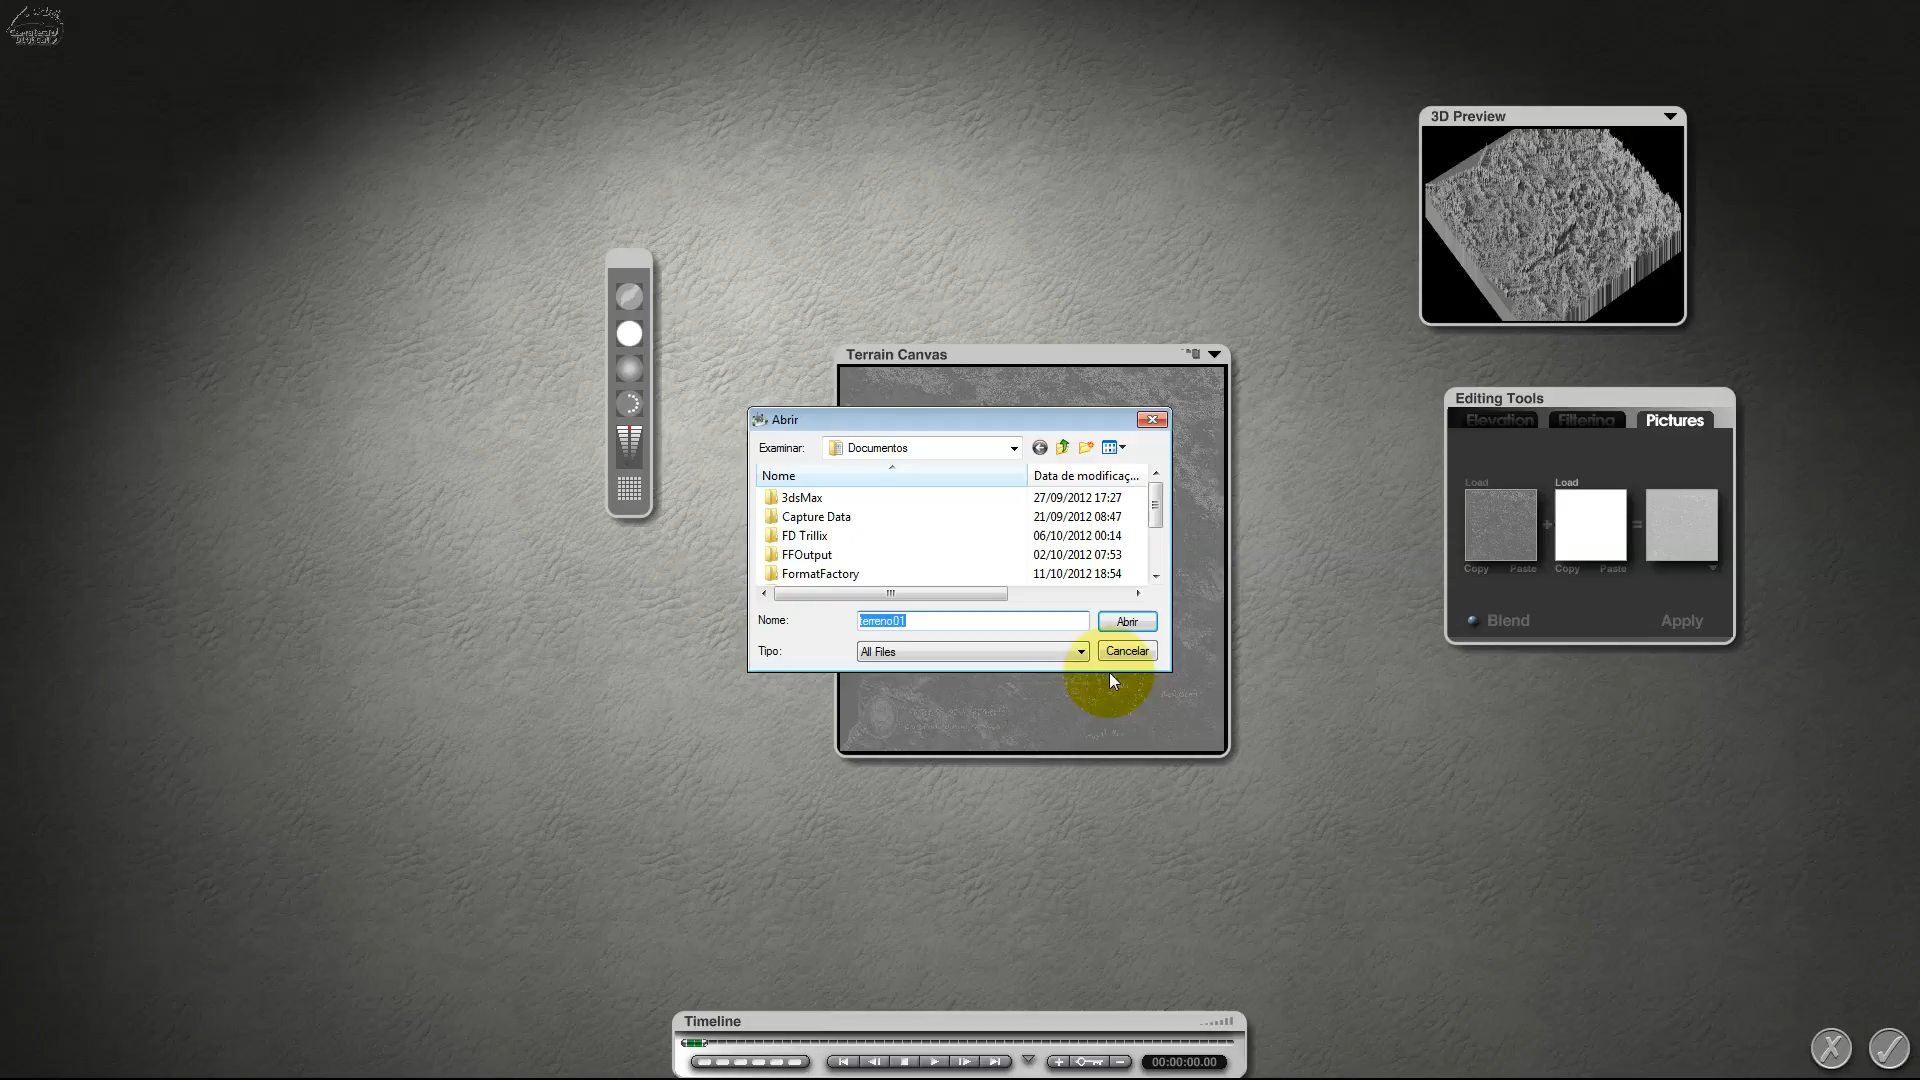 3D Preview
Terrain Canvas
Abrir
Examinar: Documentos
Nome Data de modificaç...
3dsMax 27/09/2012 17:27
Capture Data 21/09/2012 08:47
FD Trillix 06/10/2012 00:14
FFOutput 02/10/2012 07:53
FormatFactory 11/10/2012 18:54
Nome: terreno01 Abrir
Tipo: All Files Cancelar
Editing Tools
Elevation Filtering Pictures
Load Load
Copy Paste Copy Paste
Blend Apply
Timeline
00:00:00.00